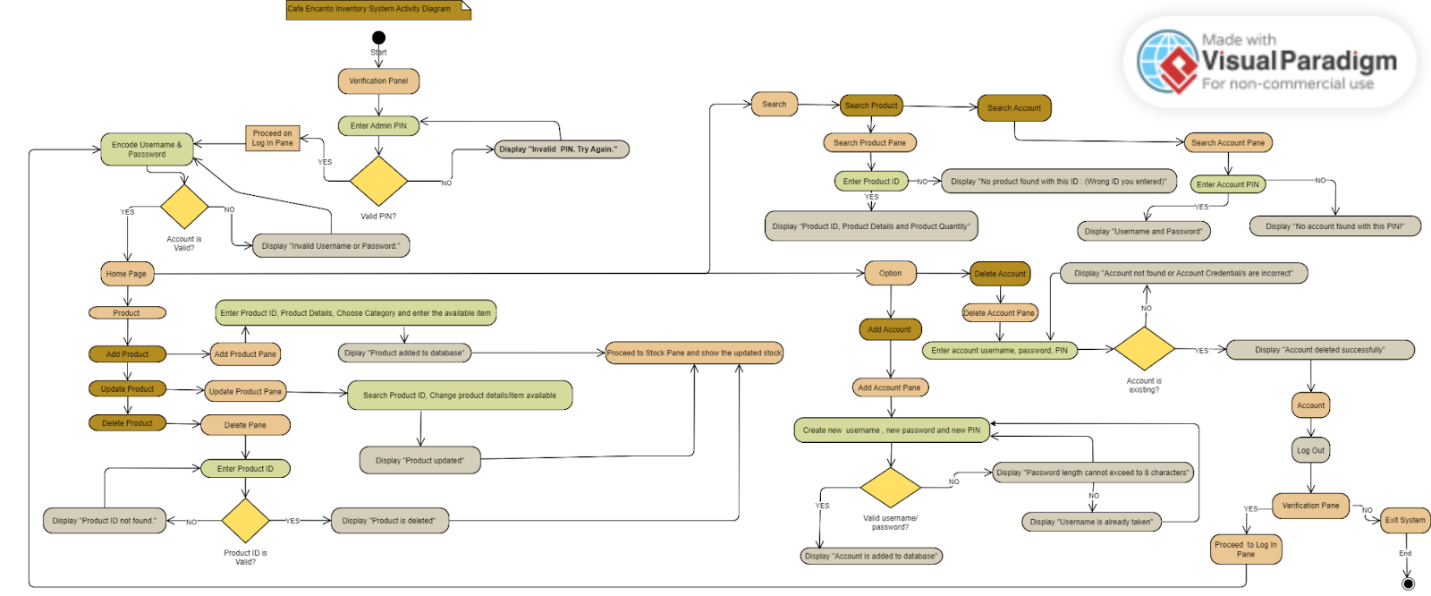 Cafe Encanto Inventory System Activity Diagram
Made with
Visual Paradigm
For non-commercial use
Start
Verification Panel
Enter Admin PIN
Proceed on
Log In Pane
YES
NO
Display "Invalid PIN. Try Again."
Valid PIN?
Encode Username &
Passsword
YES
NO
Account is
Valid?
Display "Invalid Username or Password."
Search
Search Product
Search Account
Search Product Pane
Search Account Pane
Enter Product ID
NO
Display "No product found with this ID : (Wrong ID you entered)"
YES
Display "Product ID, Product Details and Product Quantity"
Enter Account PIN
NO
YES
Display "Username and Password"
Display "No account found with this PIN!"
Home Page
Option
Delete Account
Display "Account not found or Account Credential/s are incorrect"
Product
Enter Product ID, Product Details, Choose Category and enter the available item
Delete Account Pane
NO
Add Account
Add Product
Add Product Pane
Diplay "Product added to database"
Proceed to Stock Pane and show the updated stock
Enter account username, password, PIN
YES
Display "Account deleted successfully"
Account is
existing?
Update Product
Update Product Pane
Search Product ID, Change product details/item available
Add Account Pane
Account
Delete Product
Delete Pane
Create new username , new password and new PIN
Log Out
Display "Product updated"
Enter Product ID
Display "Password length cannot exceed to 8 characters"
NO
NO
YES
Valid username/
password?
Display "Username is already taken"
Display "Product ID not found."
NO
YES
Display "Product is deleted"
Product ID is
Valid?
Display "Account is added to database"
Verification Pane
YES
NO
Exit System
Proceed to Log In
Pane
End